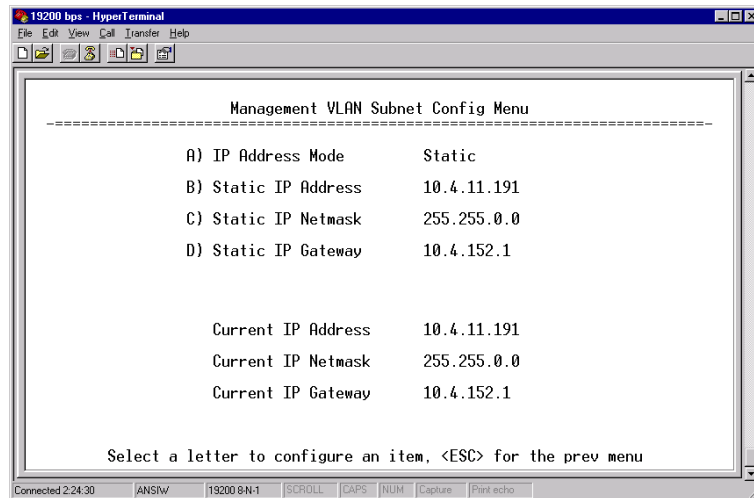 19200 bps - HyperTerminal
File Edit View Call Transfer Help
Management VLAN Subnet Config Menu
-==========================================================================-
A) IP Address Mode Static
B) Static IP Address 10.4.11.191
C) Static IP Netmask 255.255.0.0
D) Static IP Gateway 10.4.152.1
Current IP Address 10.4.11.191
Current IP Netmask 255.255.0.0
Current IP Gateway 10.4.152.1
Select a letter to configure an item, <ESC> for the prev menu
Connected 2:24:30 ANSIW 19200 8-N-1 SCROLL CAPS NUM Capture Print echo